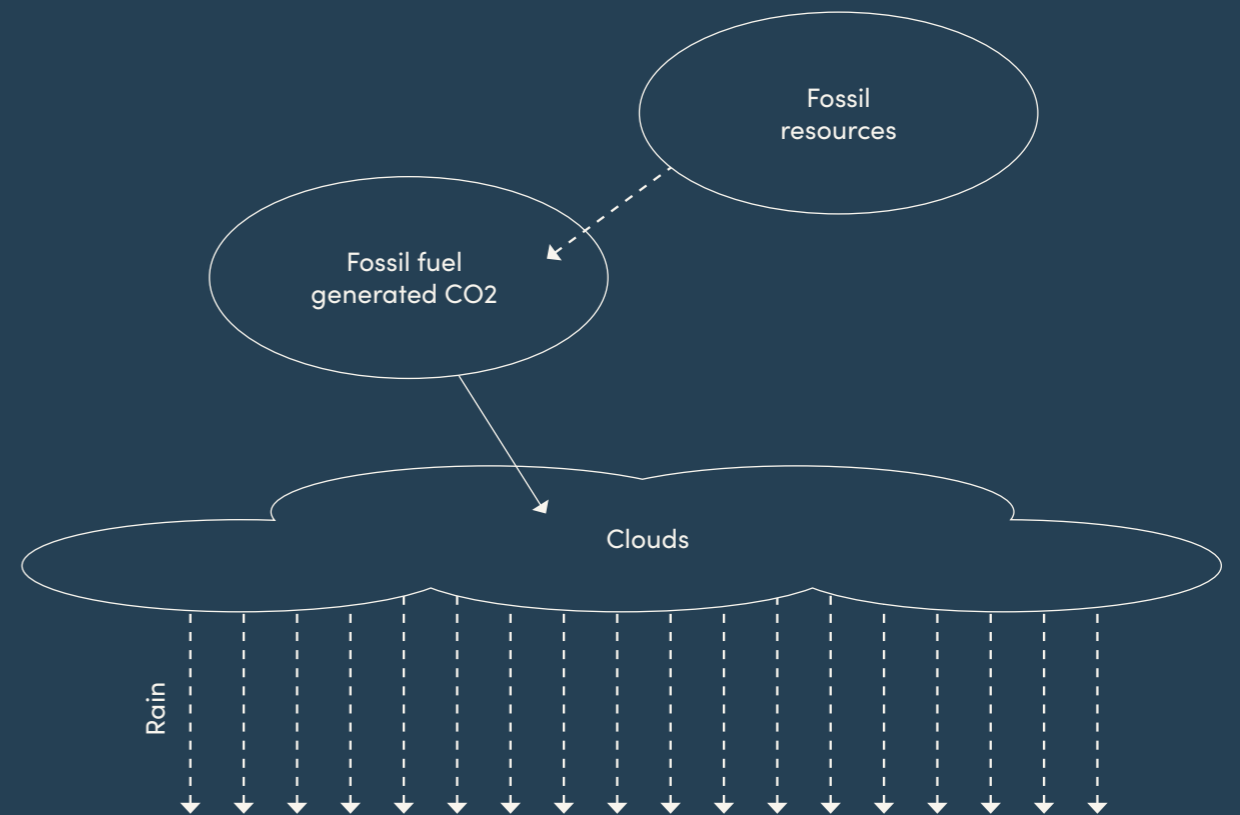 Fossil
resources
Fossil fuel
generated CO2
Clouds
Rain